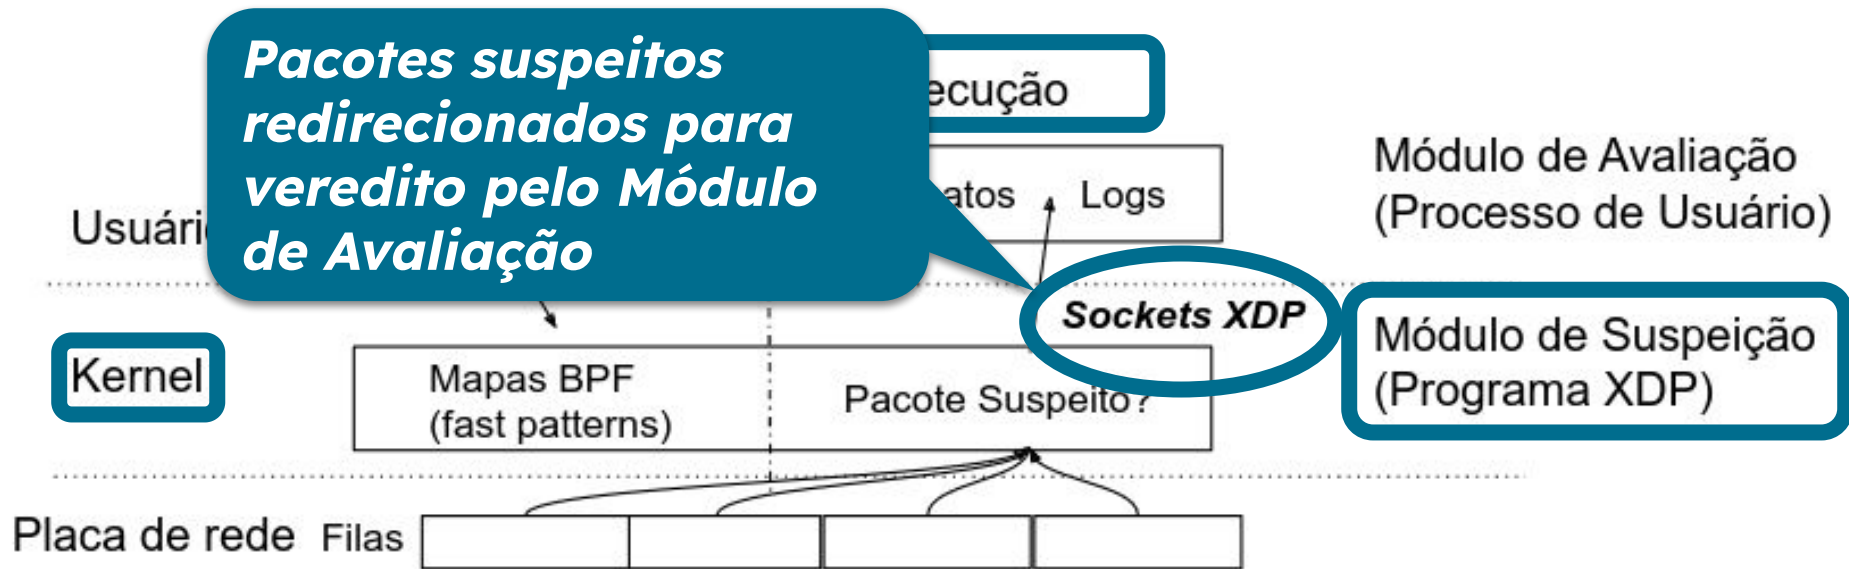 Pacotes suspeitos
redirecionados para
veredito pelo Módulo
de Avaliação
ecução
atos
Logs
Módulo de Avaliação
(Processo de Usuário)
Usuári
Sockets XDP
Kernel
Mapas BPF
(fast patterns)
Pacote Suspeito?
Módulo de Suspeição
(Programa XDP)
Placa de rede
Filas